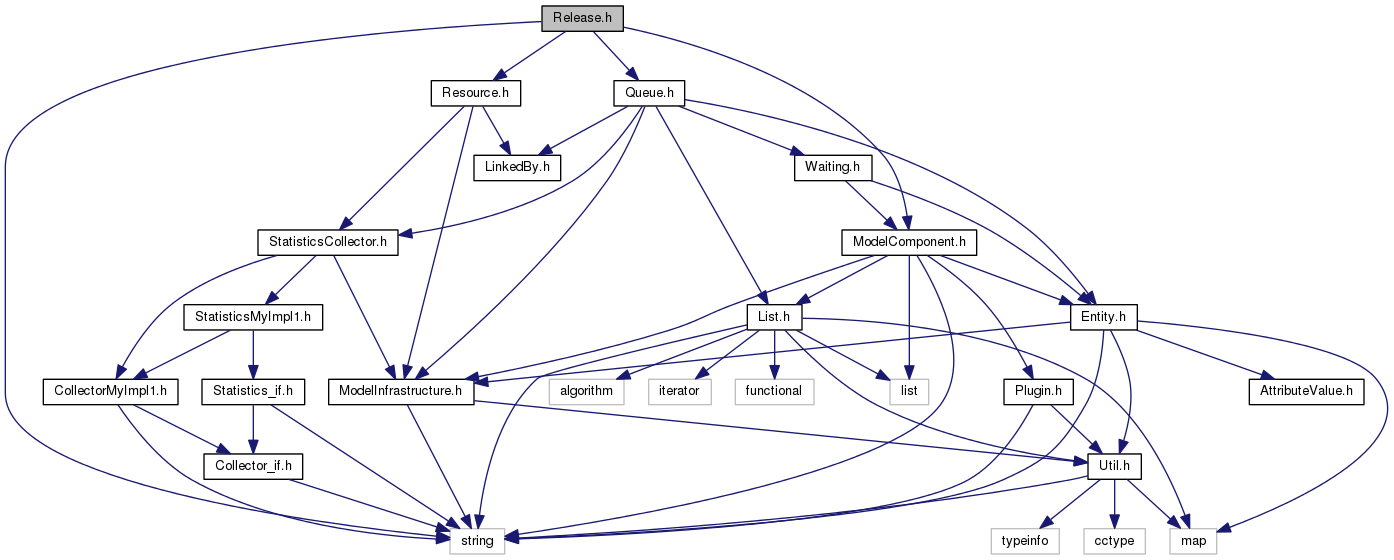 Release.h
Resource.h
Queue.h
LinkedBy.h
Waiting.h
StatisticsCollector.h
ModelComponent.h
StatisticsMyImpl1.h
List.h
Entity.h
CollectorMyImpl1.h
Statistics_if.h
ModelInfrastructure.h
algorithm
iterator
functional
list
Plugin.h
AttributeValue.h
Collector_if.h
Util.h
string
typeinfo
cctype
map